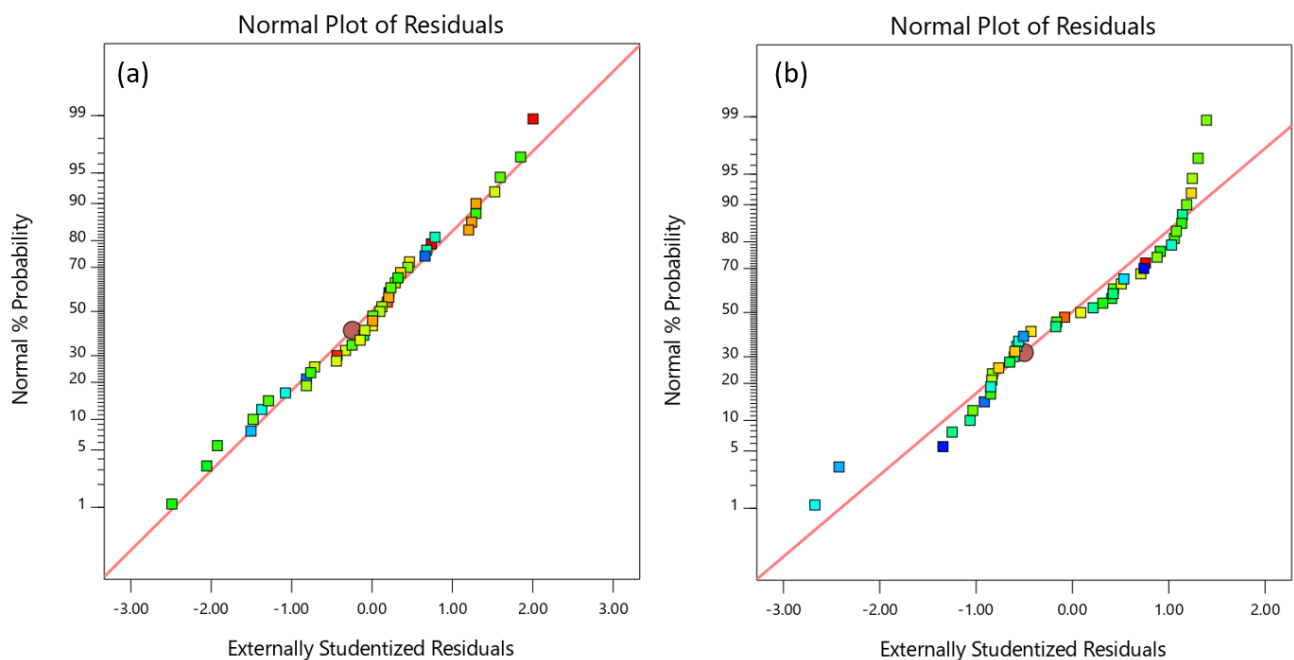 Normal Plot of Residuals
(a)
99
95
90
80
70
50
30
20
10
5
1
Normal % Probability
-3.00 -2.00 -1.00 0.00 1.00 2.00 3.00
Externally Studentized Residuals
Normal Plot of Residuals
(b)
99
95
90
80
70
50
30
20
10
5
1
Normal % Probability
-3.00 -2.00 -1.00 0.00 1.00 2.00
Externally Studentized Residuals